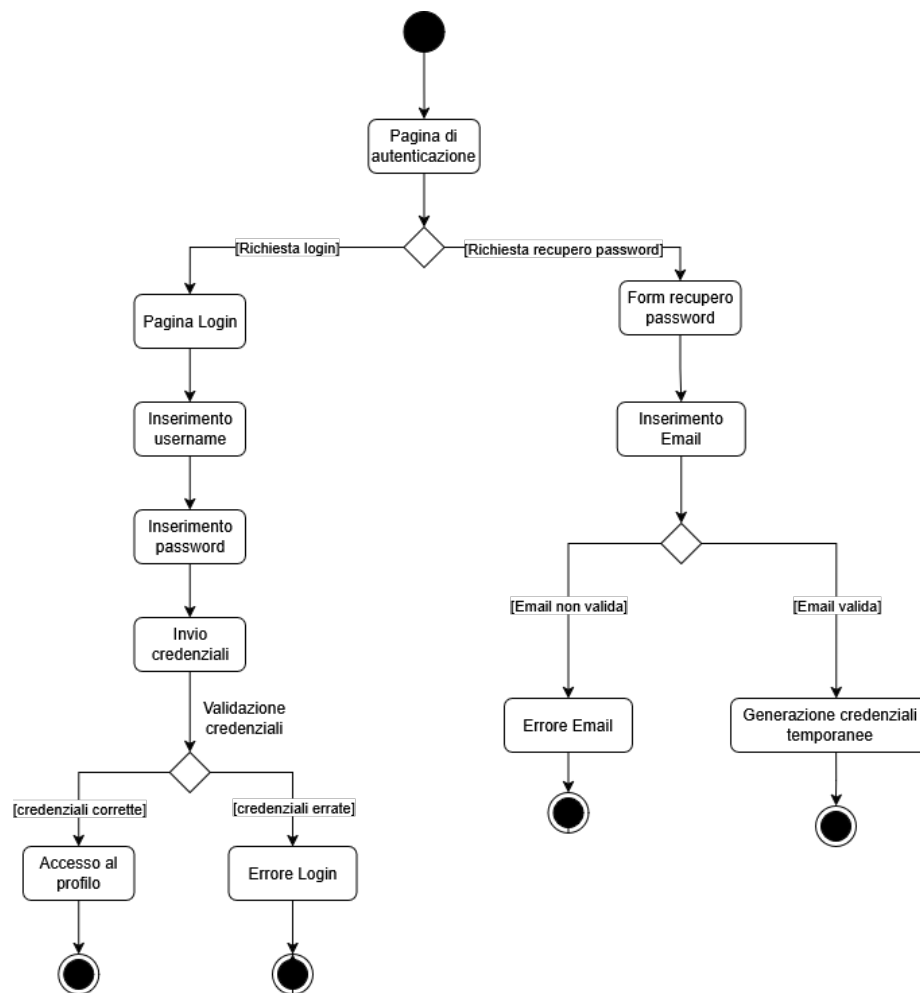 Pagina di
autenticazione
[Richiesta login]
[Richiesta recupero password]
Pagina Login
Form recupero
password
Inserimento
username
Inserimento
Email
Inserimento
password
[Email non valida]
[Email valida]
Invio
credenziali
Validazione
credenziali
Errore Email
Generazione credenziali
temporanee
[credenziali corrette]
[credenziali errate]
Accesso al
profilo
Errore Login